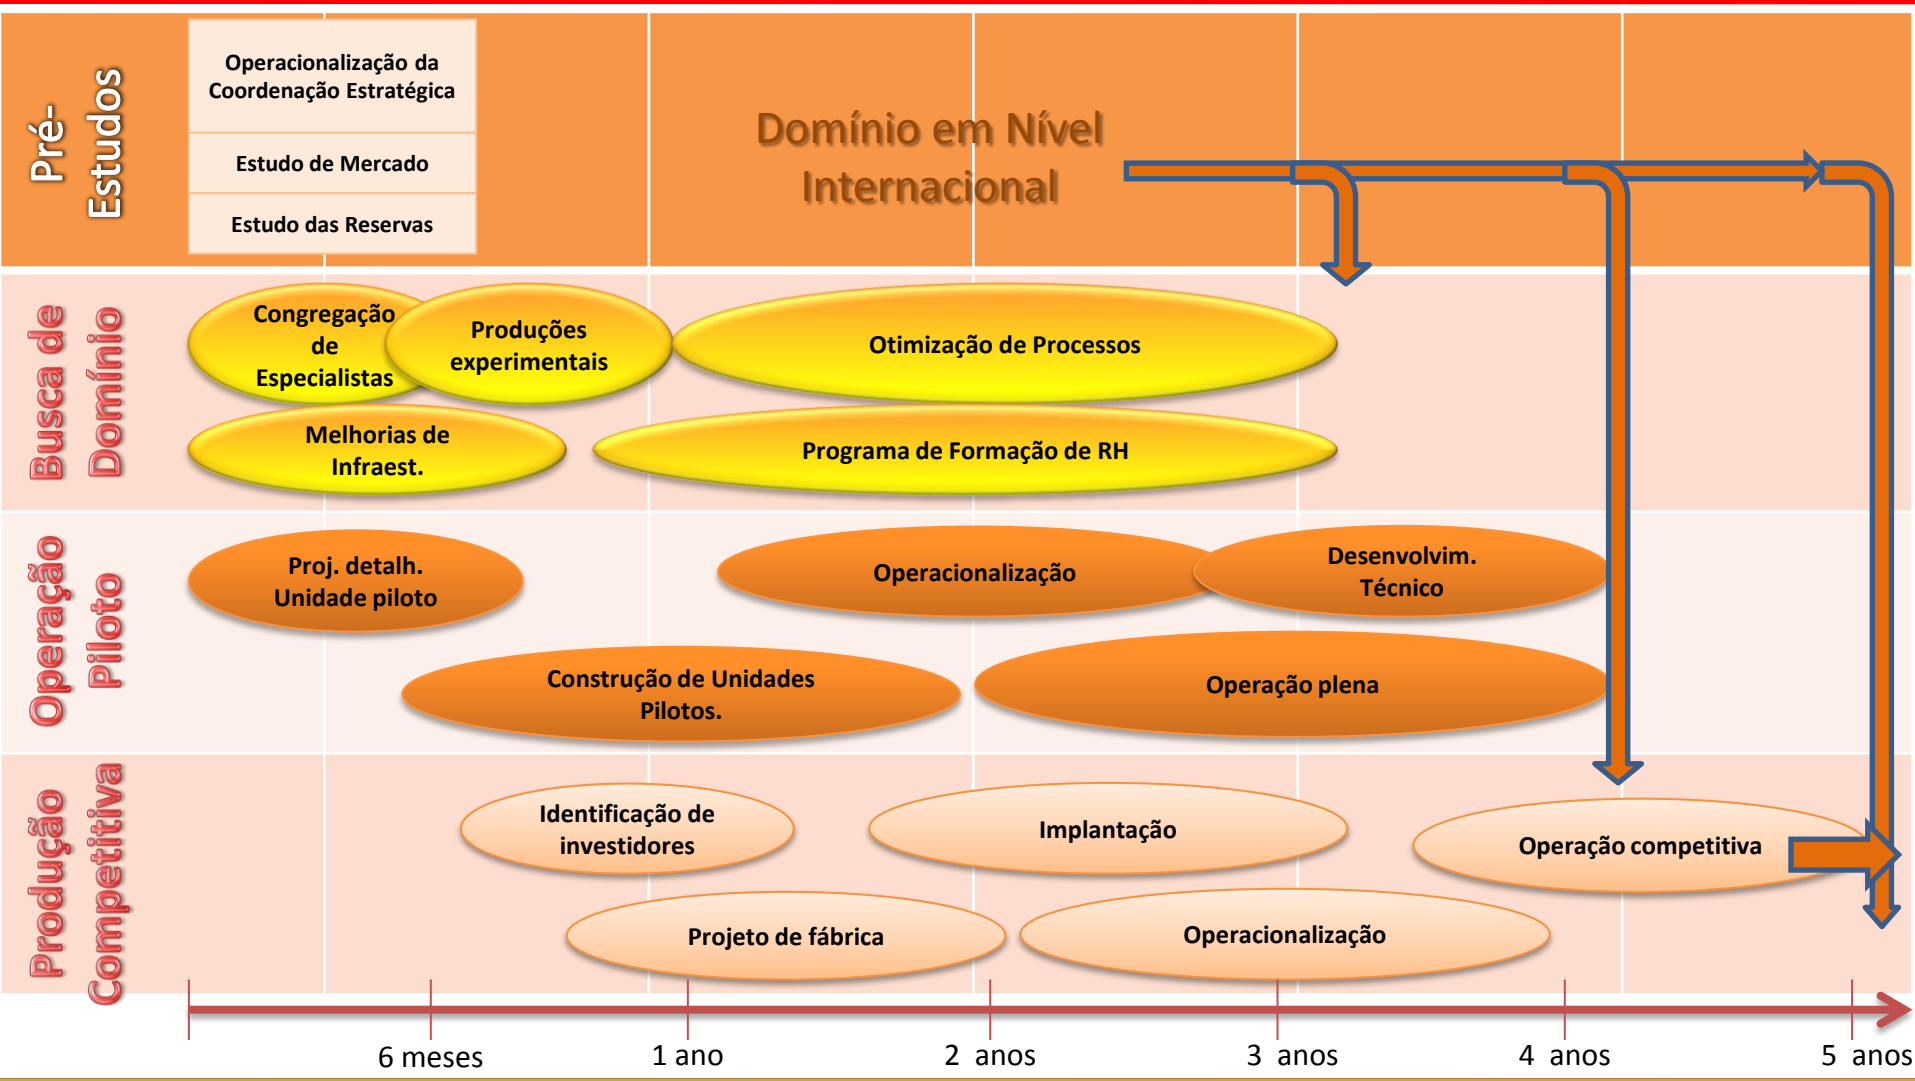 Pré-
Estudos
Operacionalização da
Coordenação Estratégica
Estudo de Mercado
Estudo das Reservas
Domínio em Nível
Internacional
Busca de
Domínio
Congregação
de
Especialistas
Produções
experimentais
Otimização de Processos
Melhorias de
Infraest.
Programa de Formação de RH
Operação
Piloto
Proj. detalh.
Unidade piloto
Operacionalização
Desenvolvim.
Técnico
Construção de Unidades
Pilotos.
Operação plena
Produção
Competitiva
Identificação de
investidores
Implantação
Operação competitiva
Projeto de fábrica
Operacionalização
6 meses
1 ano
2 anos
3 anos
4 anos
5 anos